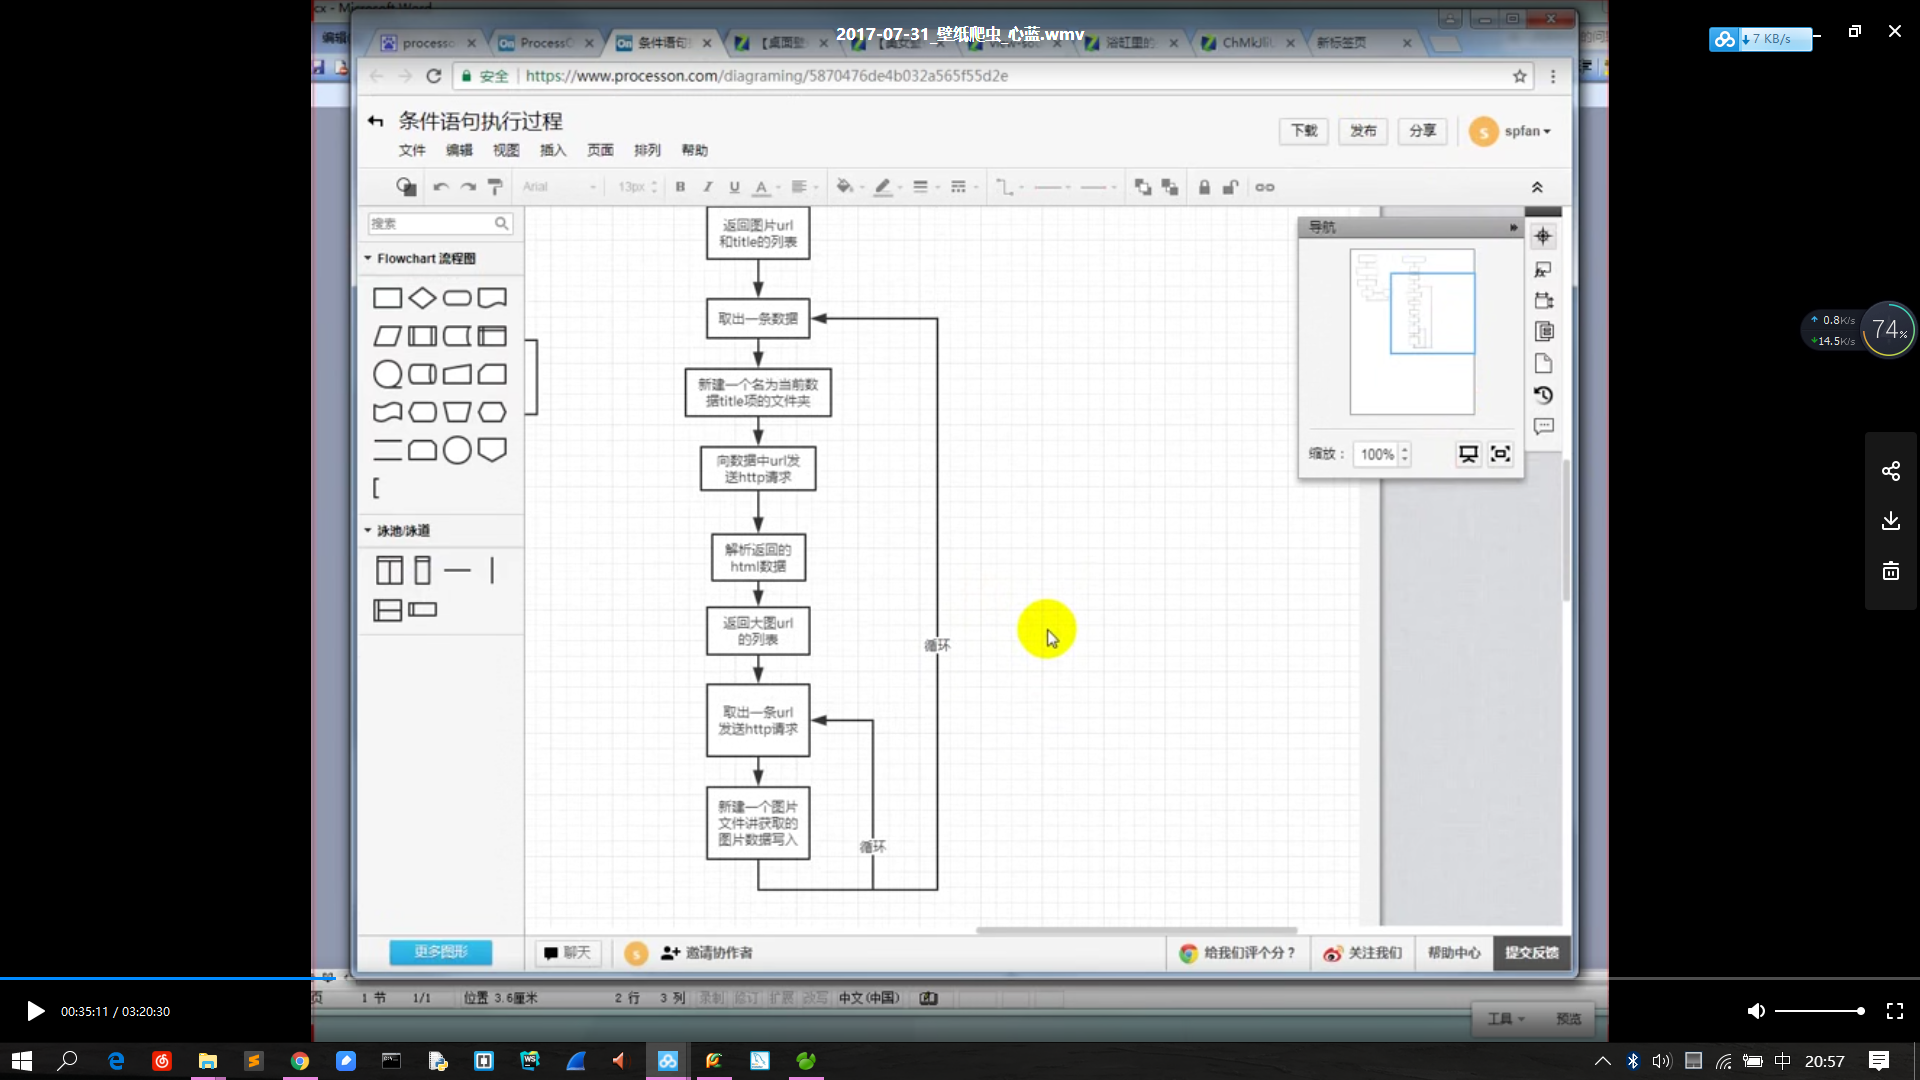 2017-07-31_壁纸爬虫_心蓝.wmv
7 KB/s
processo
ProcessO
条件语句
【桌面壁
浴缸里的
ChMkJl
新标签页
安全
https://www.processon.com/diagraming/5870476de4b032a565f55d2e
条件语句执行过程
文件 编辑 视图 插入 页面 排列 帮助
下载 发布 分享 S spfan
Arial 13px B I U A
搜索
Flowchart 流程图
泳池/泳道
更多图形
返回图片url
和title的列表
取出一条数据
新建一个名为当前数
据title项的文件夹
向数据中url发
送http请求
解析返回的
html数据
返回大图url
的列表
取出一条url
发送http请求
新建一个图片
文件讲获取的
图片数据写入
循环
循环
导航
缩放： 100%
0.8K/s
14.5K/s
74%
聊天 S 邀请协作者
给我们评个分？ 关注我们 帮助中心 提交反馈
页 1 节 1/1 位置 3.6厘米 2 行 3 列 录制 修订 扩展 改写 中文(中国)
工具 预览
00:35:11 / 03:20:30
中 20:57